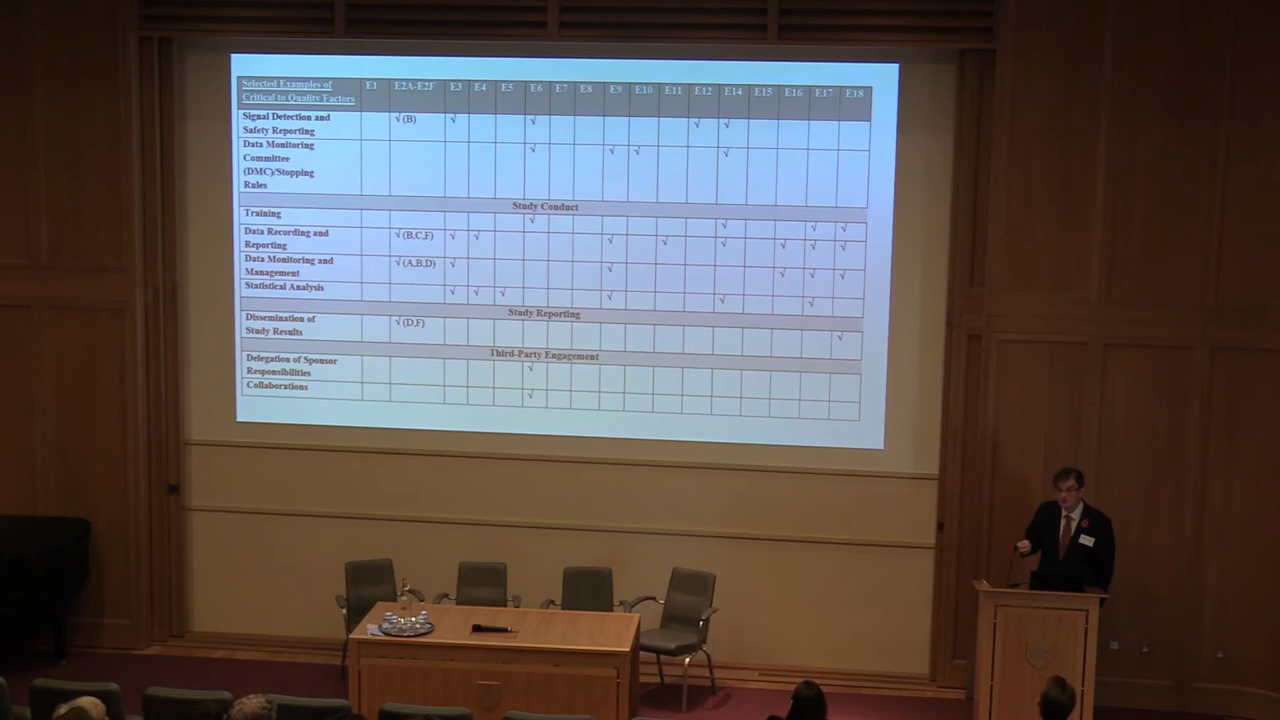 Selected Examples of E1 E2A-E2F E3 E4 E5 E6 E7 E8 E9 E10 E11 E12 E14 E15 E16 E17 E18
Critical to Quality Factors
Signal Detection and √ (B) √ √ √ √
Safety Reporting
Data Monitoring √ √ √ √
Committee
(DMC)/Stopping
Rules
Study Conduct
Training √ √ √ √
Data Recording and √ (B,C,F) √ √ √ √ √ √ √ √
Reporting
Data Monitoring and √ (A,B,D) √ √ √ √ √
Management
Statistical Analysis √ √ √ √ √ √
Study Reporting
Dissemination of √ (D,F) √
Study Results
Third-Party Engagement
Delegation of Sponsor √
Responsibilities
Collaborations √